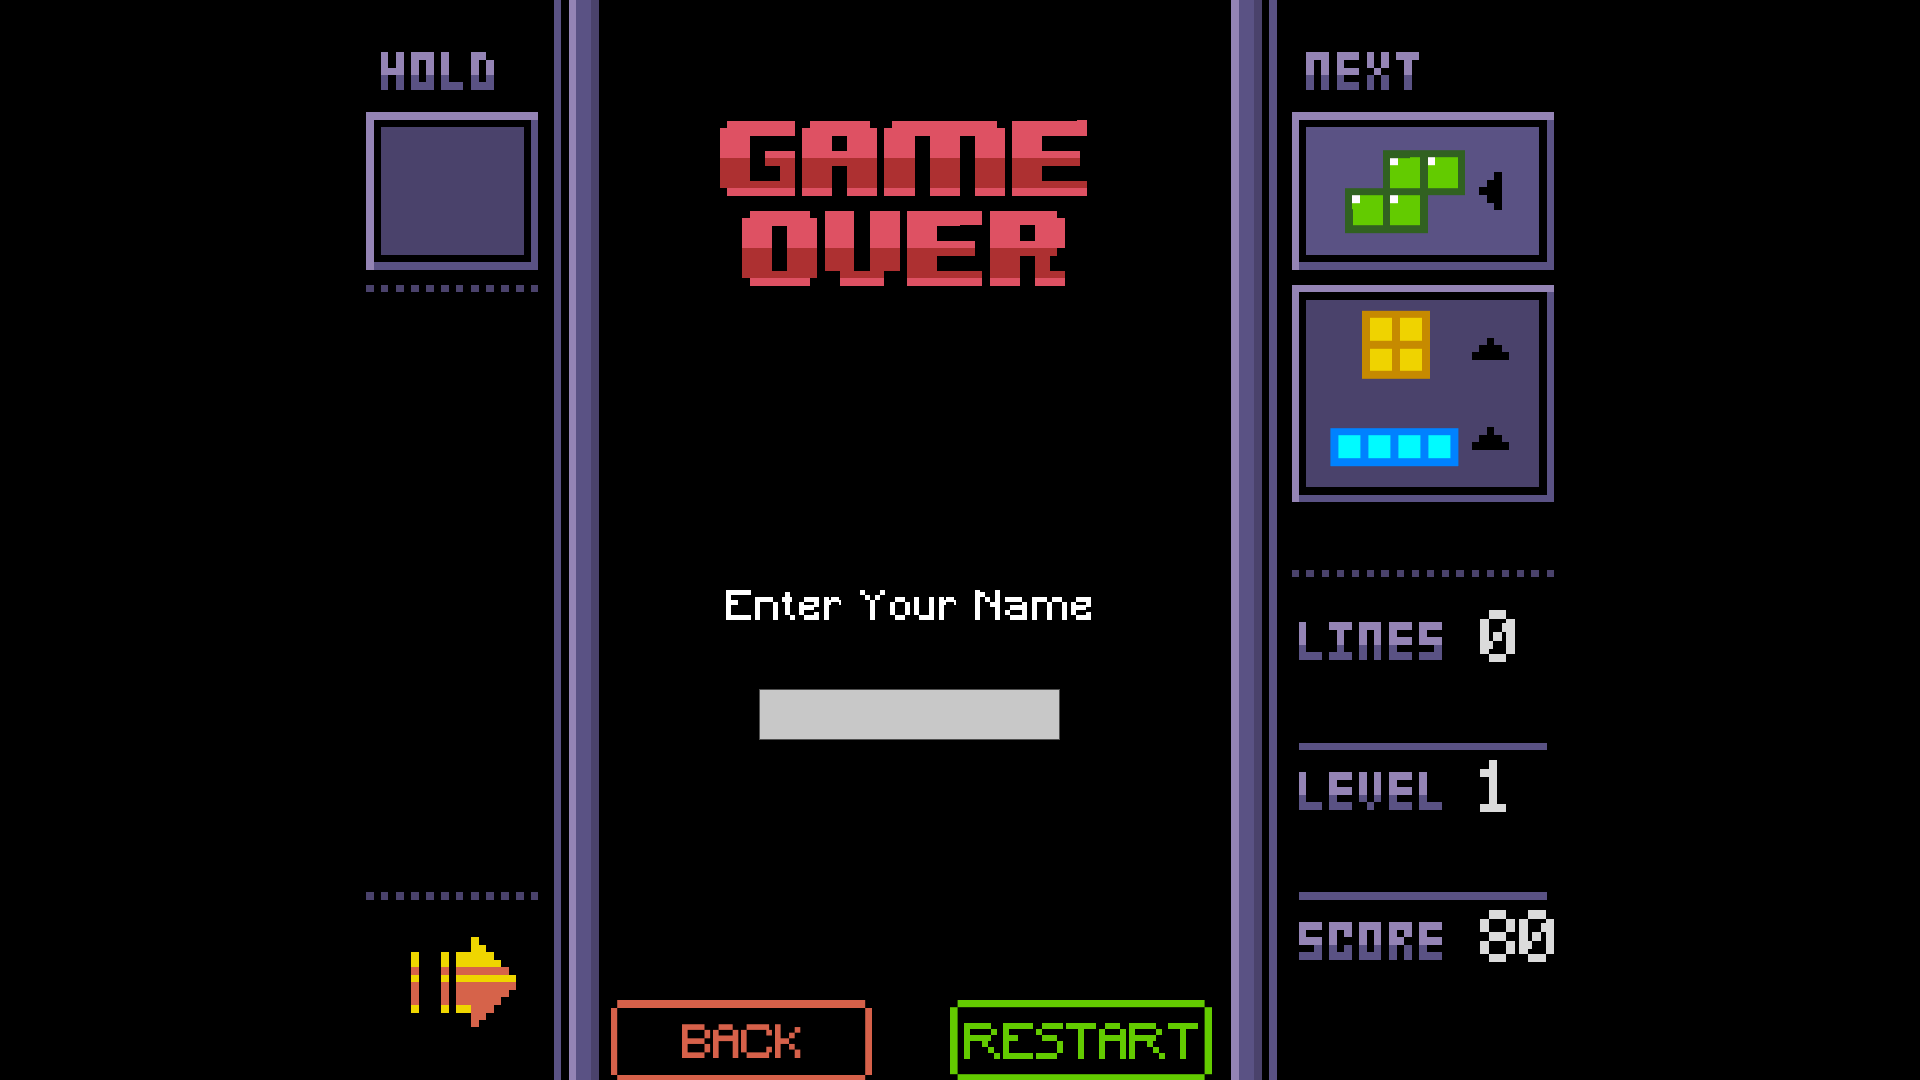 HOLD
GAME
OVER
Enter Your Name
BACK
RESTART
NEXT
LINES 0
LEVEL 1
SCORE 80